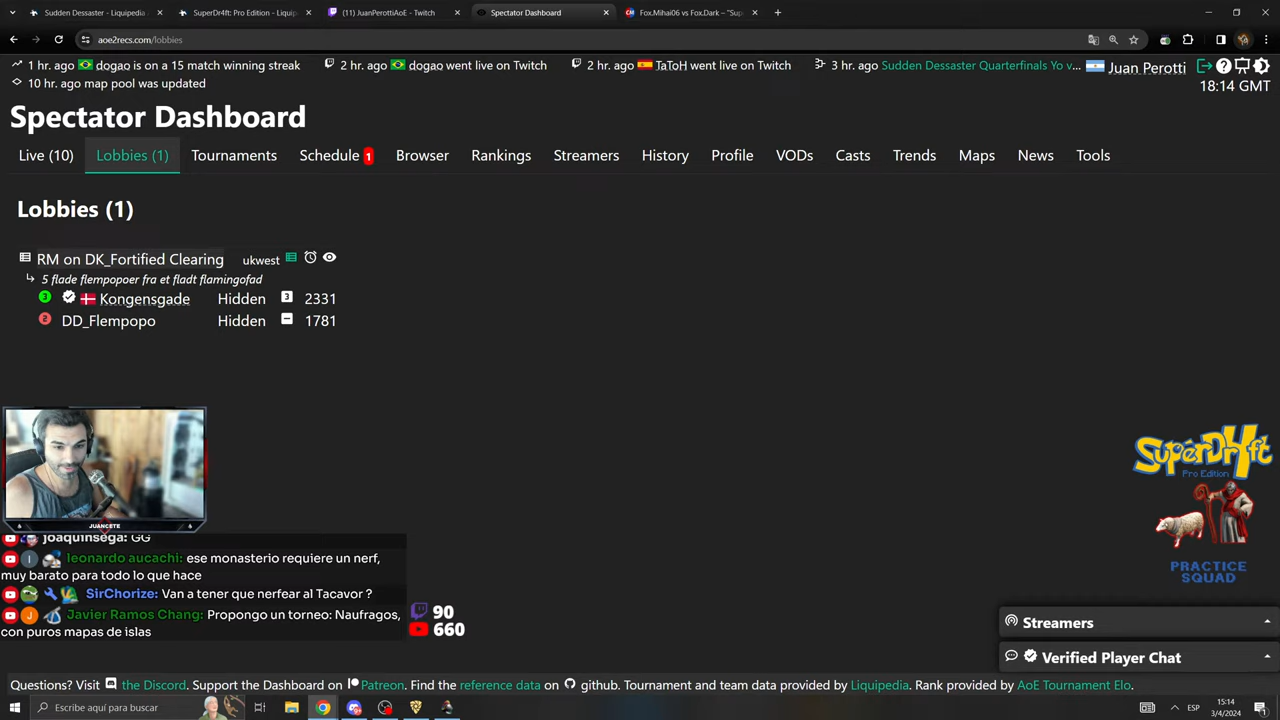 Sudden Dessaster - Liquipedia
SuperDr4ft: Pro Edition - Liquip
(11) JuanPerottiAoE - Twitch
Spectator Dashboard
Fox.Mihai06 vs Fox.Dark – "Sup
aoe2recs.com/lobbies
1 hr. ago dogao is on a 15 match winning streak
2 hr. ago dogao went live on Twitch
2 hr. ago TaToH went live on Twitch
3 hr. ago Sudden Dessaster Quarterfinals Yo v...
Juan Perotti
10 hr. ago map pool was updated
18:14 GMT
Spectator Dashboard
Live (10) Lobbies (1) Tournaments Schedule 1 Browser Rankings Streamers History Profile VODs Casts Trends Maps News Tools
Lobbies (1)
RM on DK_Fortified Clearing ukwest
5 flade flempopoer fra et fladt flamingofad
3 Kongensgade Hidden 3 2331
2 DD_Flempopo Hidden 1781
JUANCETE
joaquinsega: GG
leonardo aucachi: ese monasterio requiere un nerf,
muy barato para todo lo que hace
SirChorize: Van a tener que nerfear al Tacavor ?
Javier Ramos Chang: Propongo un torneo: Naufragos,
con puros mapas de islas
90
660
SupérDr4ft
Pro Edition
PRACTICE
SQUAD
Streamers
Verified Player Chat
Questions? Visit the Discord. Support the Dashboard on Patreon. Find the reference data on github. Tournament and team data provided by Liquipedia. Rank provided by AoE Tournament Elo.
Escribe aquí para buscar
ESP
15:14
3/4/2024